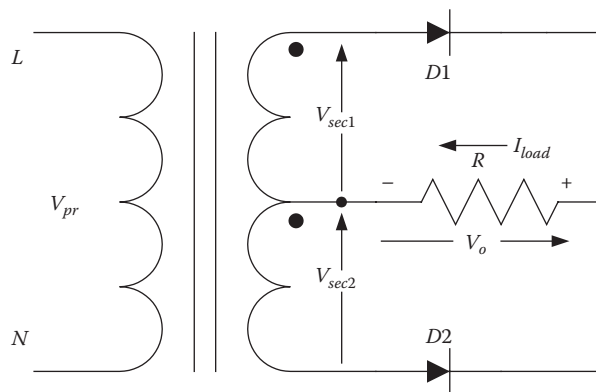 L
D1
V_sec1
I_load
R
−
+
V_pr
V_o
V_sec2
N
D2